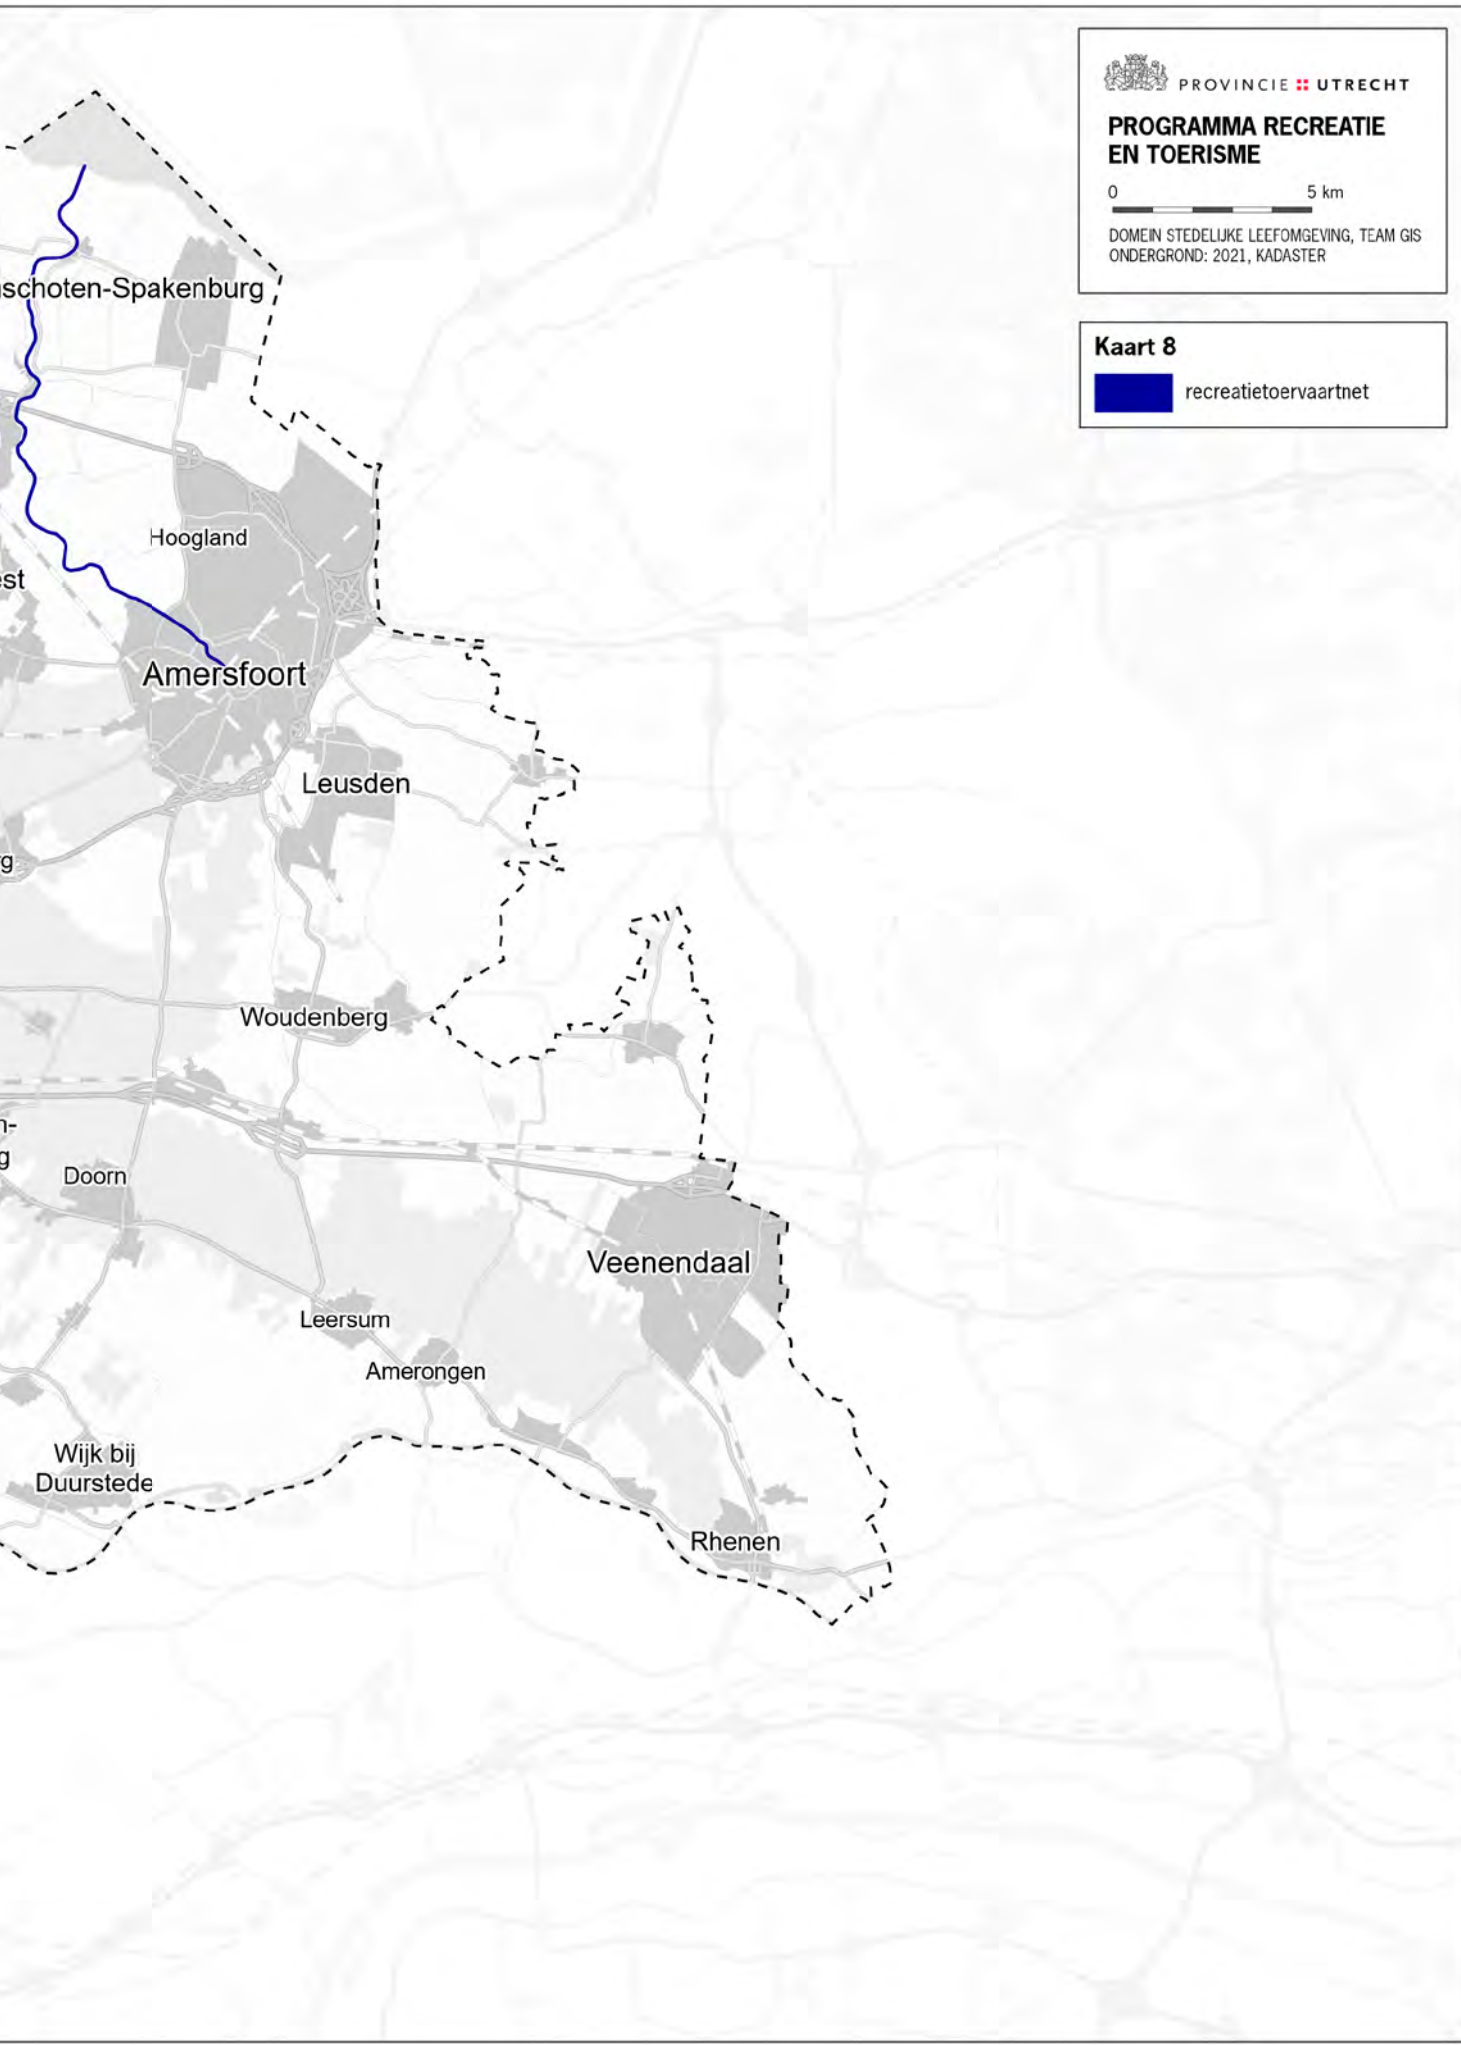 PROVINCIE UTRECHT
PROGRAMMA RECREATIE
EN TOERISME
0 5 km
DOMEIN STEDELIJKE LEEFOMGEVING, TEAM GIS
ONDERGROND: 2021, KADASTER
Kaart 8
recreatietoervaartnet
schoten-Spakenburg
Hoogland
est
Amersfoort
Leusden
rg
Woudenberg
n-
g
Doorn
Veenendaal
Leersum
Amerongen
Wijk bij
Duurstede
Rhenen